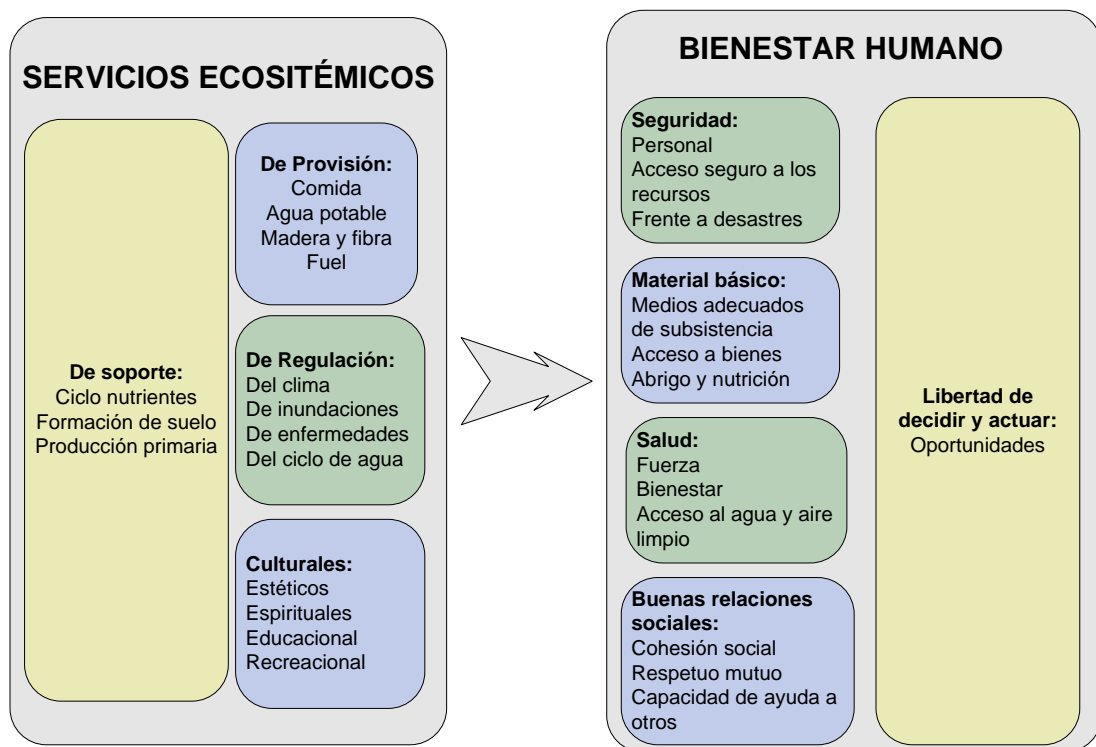 SERVICIOS ECOSITÉMICOS
De soporte:
Ciclo nutrientes
Formación de suelo
Producción primaria
De Provisión:
Comida
Agua potable
Madera y fibra
Fuel
De Regulación:
Del clima
De inundaciones
De enfermedades
Del ciclo de agua
Culturales:
Estéticos
Espirituales
Educacional
Recreacional
BIENESTAR HUMANO
Seguridad:
Personal
Acceso seguro a los
recursos
Frente a desastres
Material básico:
Medios adecuados
de subsistencia
Acceso a bienes
Abrigo y nutrición
Salud:
Fuerza
Bienestar
Acceso al agua y aire
limpio
Buenas relaciones
sociales:
Cohesión social
Respetuo mutuo
Capacidad de ayuda a
otros
Libertad de
decidir y actuar:
Oportunidades